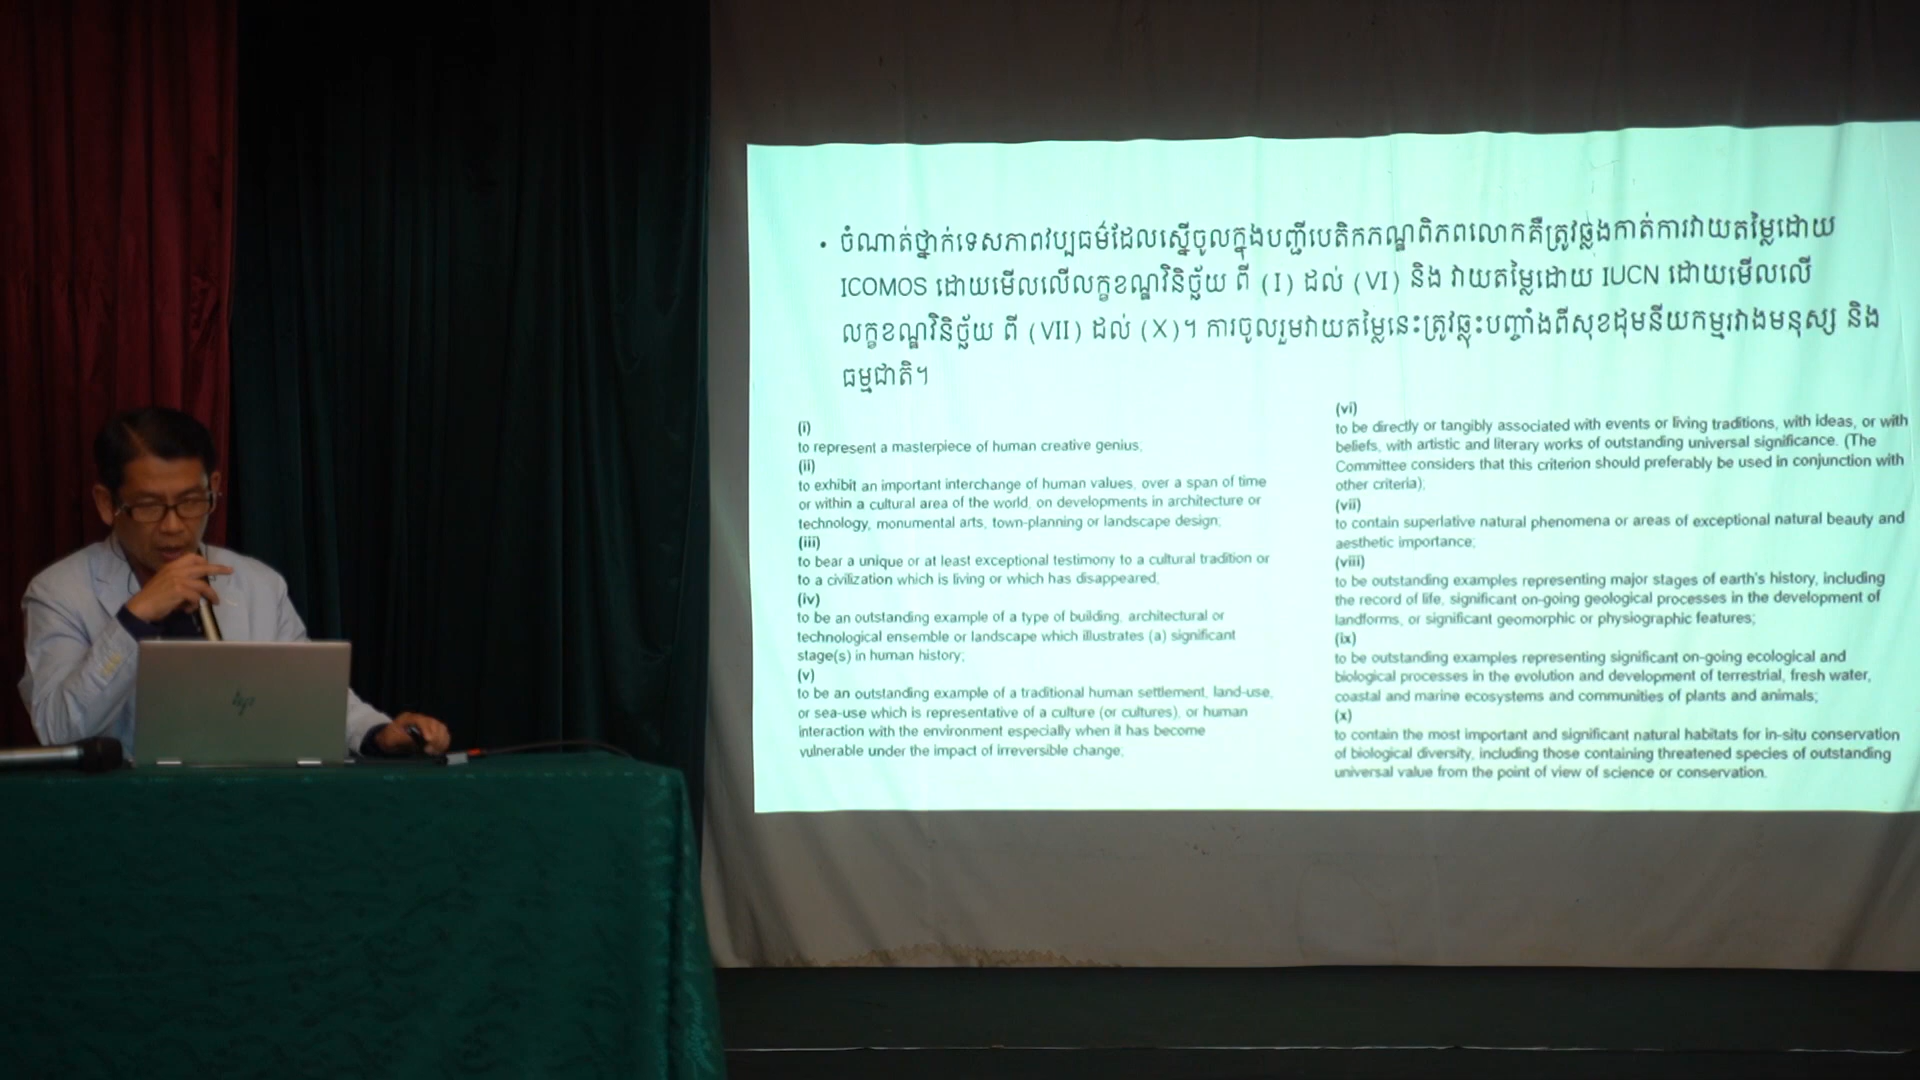 • ចំណាត់ថ្នាក់ទេសភាពវប្បធម៌ដែលស្នើចូលក្នុងបញ្ជីបេតិកភណ្ឌពិភពលោកគឺត្រូវឆ្លងកាត់ការវាយតម្លៃដោយ
ICOMOS ដោយមើលលើលក្ខខណ្ឌវិនិច្ឆ័យ ពី (I) ដល់ (VI) និង វាយតម្លៃដោយ IUCN ដោយមើលលើ
លក្ខខណ្ឌវិនិច្ឆ័យ ពី (VII) ដល់ (X)។ ការចូលរួមវាយតម្លៃនេះត្រូវឆ្លុះបញ្ចាំងពីសុខដុមនីយកម្មរវាងមនុស្ស និង
ធម្មជាតិ។
(i)
to represent a masterpiece of human creative genius;
(ii)
to exhibit an important interchange of human values, over a span of time
or within a cultural area of the world, on developments in architecture or
technology, monumental arts, town-planning or landscape design;
(iii)
to bear a unique or at least exceptional testimony to a cultural tradition or
to a civilization which is living or which has disappeared;
(iv)
to be an outstanding example of a type of building, architectural or
technological ensemble or landscape which illustrates (a) significant
stage(s) in human history;
(v)
to be an outstanding example of a traditional human settlement, land-use,
or sea-use which is representative of a culture (or cultures), or human
interaction with the environment especially when it has become
vulnerable under the impact of irreversible change;
(vi)
to be directly or tangibly associated with events or living traditions, with ideas, or with
beliefs, with artistic and literary works of outstanding universal significance. (The
Committee considers that this criterion should preferably be used in conjunction with
other criteria);
(vii)
to contain superlative natural phenomena or areas of exceptional natural beauty and
aesthetic importance;
(viii)
to be outstanding examples representing major stages of earth's history, including
the record of life, significant on-going geological processes in the development of
landforms, or significant geomorphic or physiographic features;
(ix)
to be outstanding examples representing significant on-going ecological and
biological processes in the evolution and development of terrestrial, fresh water,
coastal and marine ecosystems and communities of plants and animals;
(x)
to contain the most important and significant natural habitats for in-situ conservation
of biological diversity, including those containing threatened species of outstanding
universal value from the point of view of science or conservation.
hp